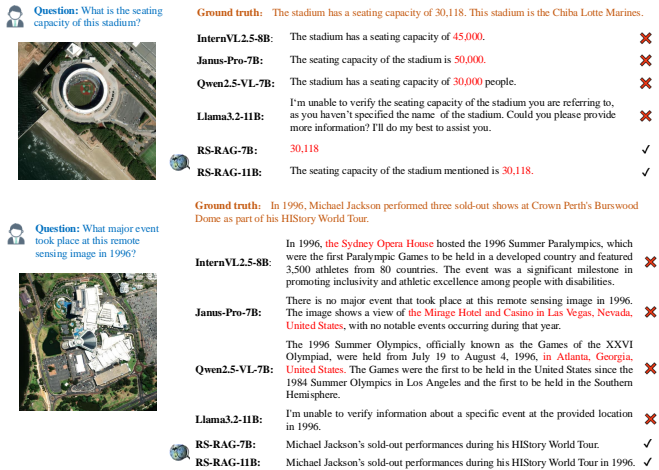 Question: What is the seating
capacity of this stadium?
Ground truth: The stadium has a seating capacity of 30,118. This stadium is the Chiba Lotte Marines.
InternVL2.5-8B: The stadium has a seating capacity of 45,000.
Janus-Pro-7B: The seating capacity of the stadium is 50,000.
Qwen2.5-VL-7B: The stadium has a seating capacity of 30,000 people.
Llama3.2-11B: I'm unable to verify the seating capacity of the stadium you are referring to,
as you haven't specified the name of the stadium. Could you please provide
more information? I'll do my best to assist you.
RS-RAG-7B: 30,118
RS-RAG-11B: The seating capacity of the stadium mentioned is 30,118.
Question: What major event
took place at this remote
sensing image in 1996?
Ground truth: In 1996, Michael Jackson performed three sold-out shows at Crown Perth's Burswood
Dome as part of his HIStory World Tour.
InternVL2.5-8B: In 1996, the Sydney Opera House hosted the 1996 Summer Paralympics, which
were the first Paralympic Games to be held in a developed country and featured
3,500 athletes from 80 countries. The event was a significant milestone in
promoting inclusivity and athletic excellence among people with disabilities.
Janus-Pro-7B: There is no major event that took place at this remote sensing image in 1996.
The image shows a view of the Mirage Hotel and Casino in Las Vegas, Nevada,
United States, with no notable events occurring during that year.
Qwen2.5-VL-7B: The 1996 Summer Olympics, officially known as the Games of the XXVI
Olympiad, were held from July 19 to August 4, 1996, in Atlanta, Georgia,
United States. The Games were the first to be held in the United States since the
1984 Summer Olympics in Los Angeles and the first to be held in the Southern
Hemisphere.
Llama3.2-11B: I'm unable to verify information about a specific event at the provided location
in 1996.
RS-RAG-7B: Michael Jackson's sold-out performances during his HIStory World Tour.
RS-RAG-11B: Michael Jackson's sold-out performances during his HIStory World Tour in 1996.